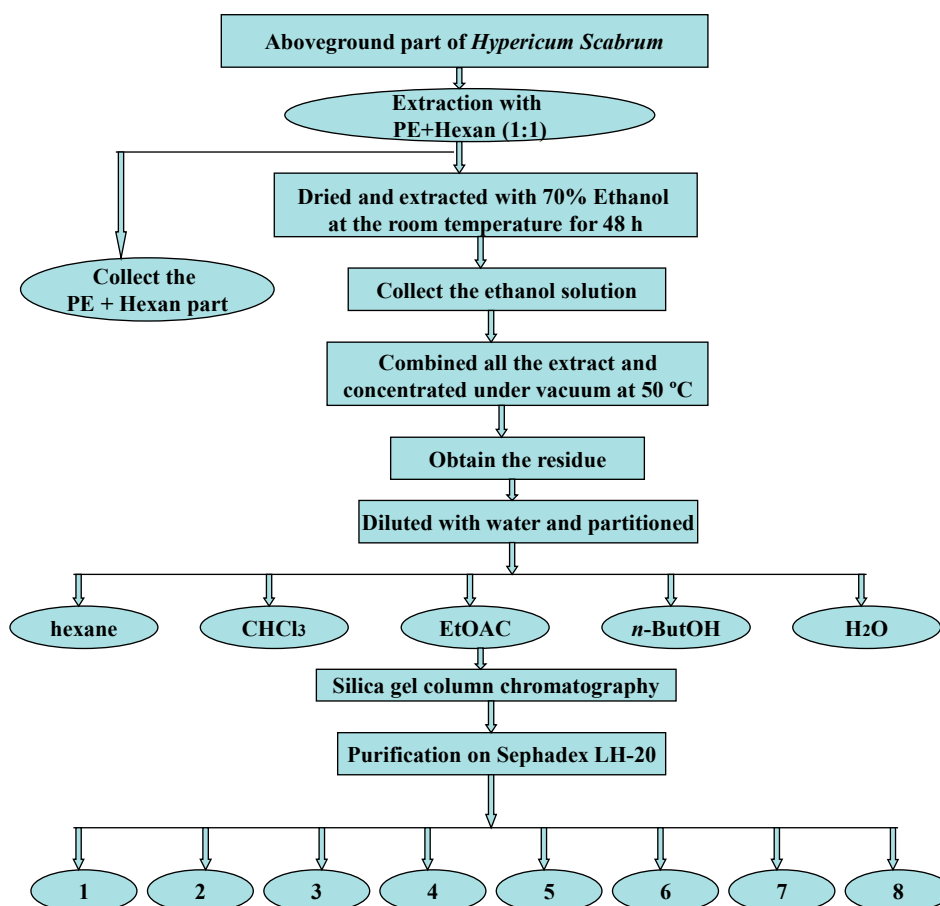 Aboveground part of Hypericum Scabrum
Extraction with
PE+Hexan (1:1)
Dried and extracted with 70% Ethanol
at the room temperature for 48 h
Collect the
PE + Hexan part
Collect the ethanol solution
Combined all the extract and
concentrated under vacuum at 50 ºC
Obtain the residue
Diluted with water and partitioned
hexane CHCl3 EtOAC n-ButOH H2O
Silica gel column chromatography
Purification on Sephadex LH-20
1 2 3 4 5 6 7 8